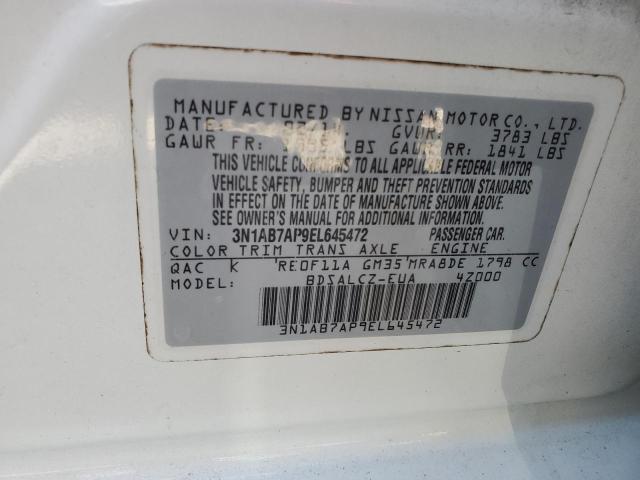 MANUFACTURED BY NISSAN MOTOR CO., LTD.
DATE: GVWR: 3783 LBS
GAWR FR: LBS GAWR RR: 1841 LBS
THIS VEHICLE CONFORMS TO ALL APPLICABLE FEDERAL MOTOR
VEHICLE SAFETY, BUMPER AND THEFT PREVENTION STANDARDS
IN EFFECT ON THE DATE OF MANUFACTURE SHOWN ABOVE.
SEE OWNER'S MANUAL FOR ADDITIONAL INFORMATION.
VIN: 3N1AB7AP9EL645472 PASSENGER CAR.
COLOR TRIM TRANS AXLE ENGINE
QAC K RE0F11A GM35 MRA8DE 1798 CC
MODEL: BDSALCZ-EUA 4Z000
3N1AB7AP9EL645472